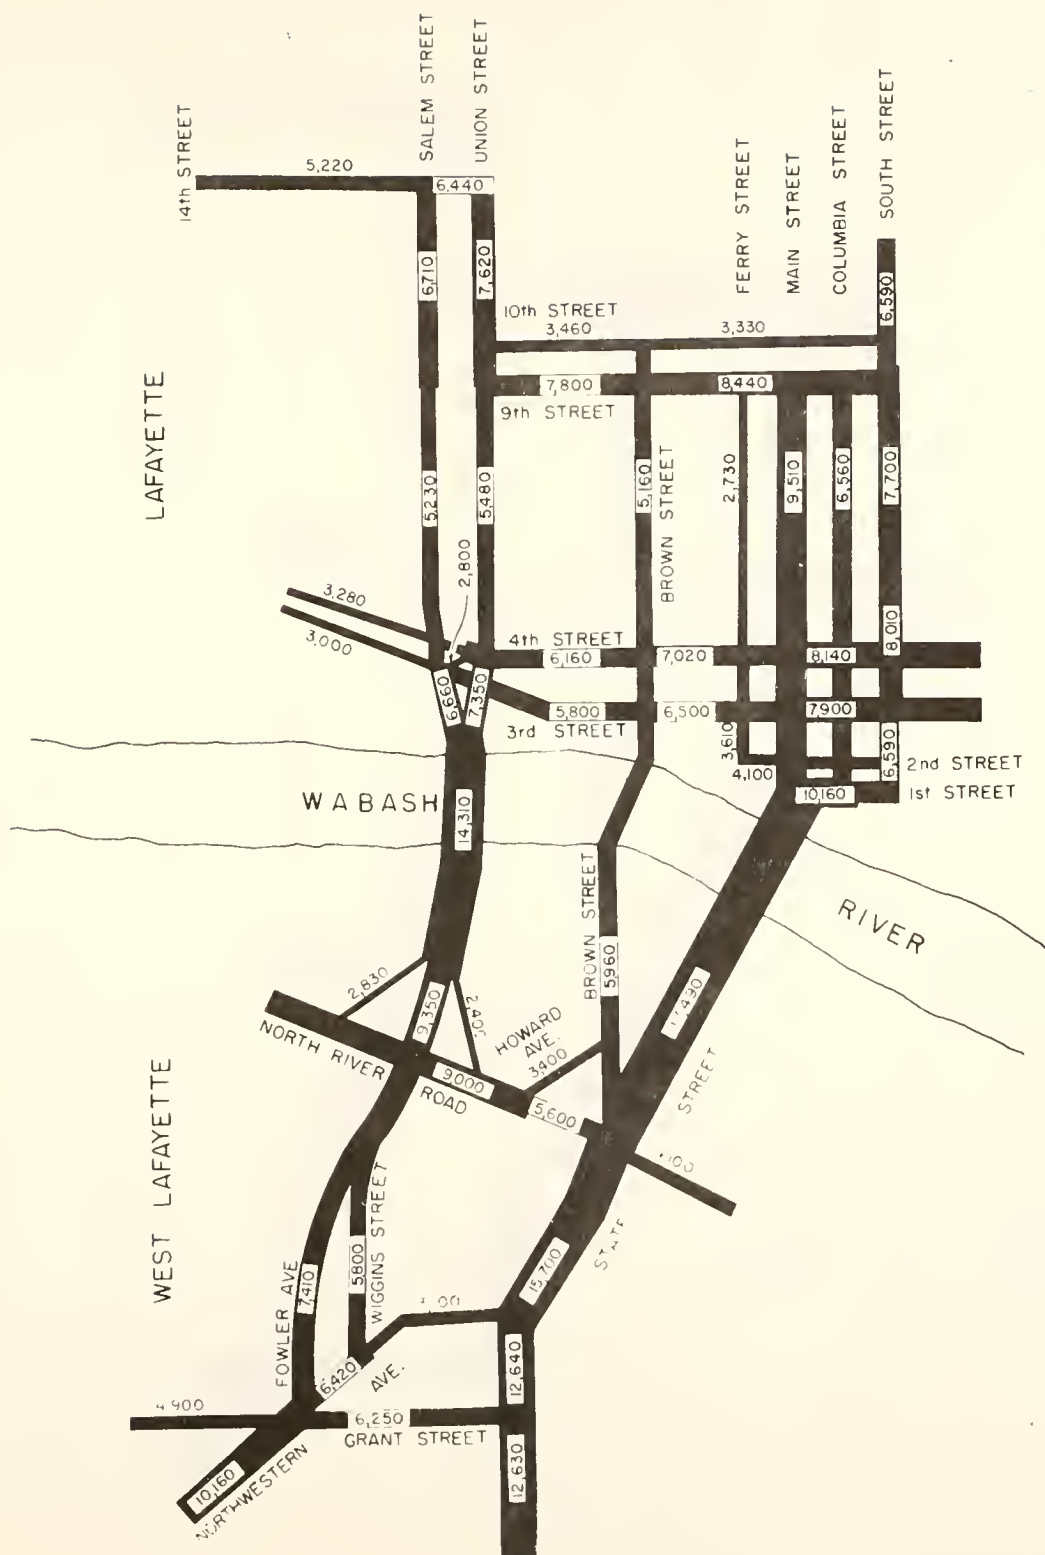 SALEM STREET
UNION STREET
14th STREET
5,220
6,440
FERRY STREET
MAIN STREET
COLUMBIA STREET
SOUTH STREET
6,710
7,620
6,590
10th STREET
3,460
3,330
7,800
8,440
9th STREET
LAFAYETTE
5,230
5,480
5,160
BROWN STREET
2,730
9,510
6,560
7,700
2,800
3,280
3,000
4th STREET
6,160
7,020
8,140
8,010
6,660
7,350
5,800
6,500
7,900
3rd STREET
3,610
4,100
6,590
2nd STREET
10,160
1st STREET
WABASH
14,310
RIVER
BROWN STREET
5960
2,830
9,350
HOWARD
AVE.
3,400
NORTH RIVER
ROAD
9,000
5,600
STREET
WEST LAFAYETTE
WIGGINS STREET
5800
15,700
FOWLER AVE
7,410
6,420
AVE.
12,640
6,250
GRANT STREET
10,160
NORTHWESTERN
12,630